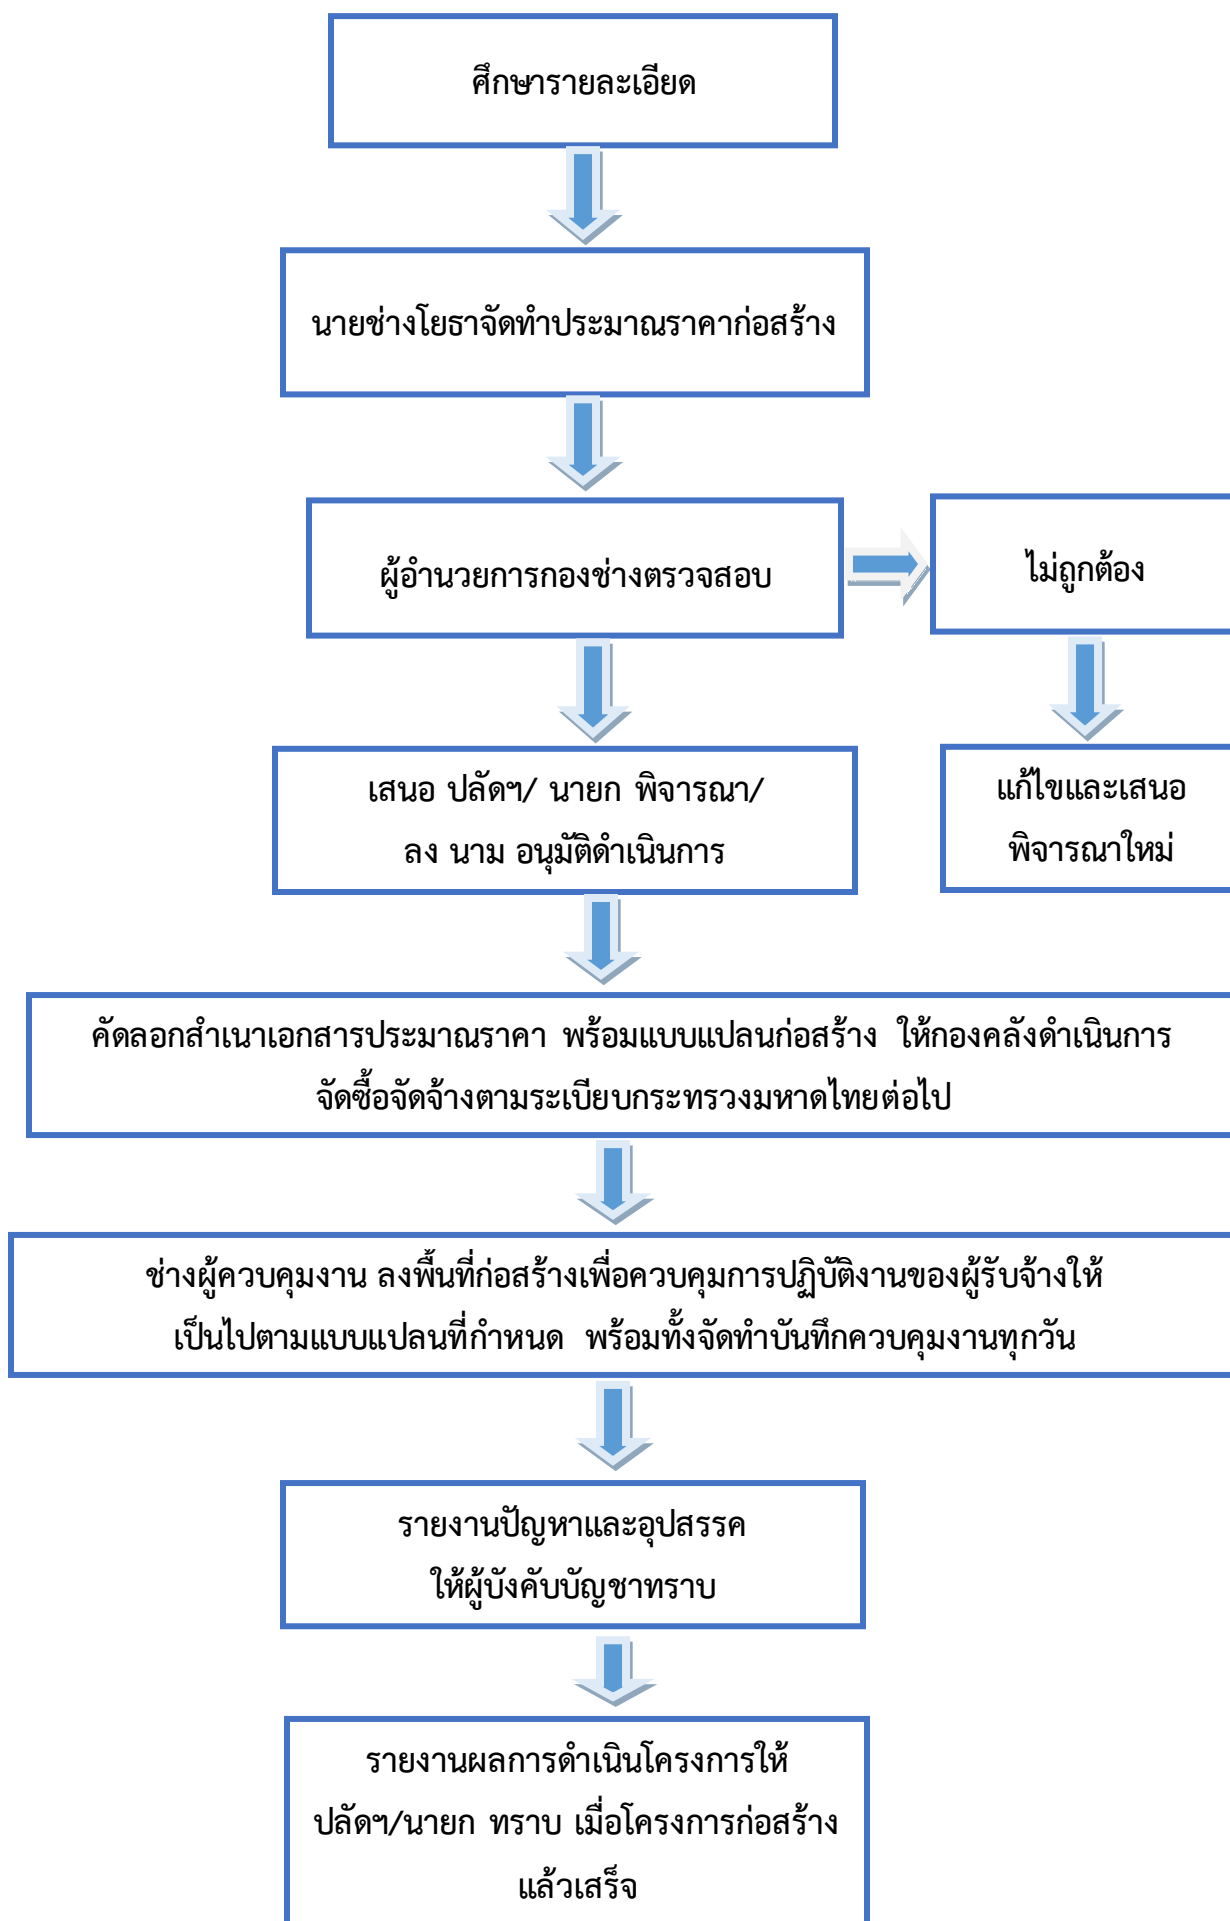 ศึกษารายละเอียด
นายช่างโยธาจัดทำประมาณราคาก่อสร้าง
ผู้อำนวยการกองช่างตรวจสอบ
ไม่ถูกต้อง
เสนอ ปลัดฯ/ นายก พิจารณา/
ลง นาม อนุมัติดำเนินการ
แก้ไขและเสนอ
พิจารณาใหม่
คัดลอกสำเนาเอกสารประมาณราคา พร้อมแบบแปลนก่อสร้าง ให้กองคลังดำเนินการ
จัดซื้อจัดจ้างตามระเบียบกระทรวงมหาดไทยต่อไป
ช่างผู้ควบคุมงาน ลงพื้นที่ก่อสร้างเพื่อควบคุมการปฏิบัติงานของผู้รับจ้างให้
เป็นไปตามแบบแปลนที่กำหนด พร้อมทั้งจัดทำบันทึกควบคุมงานทุกวัน
รายงานปัญหาและอุปสรรค
ให้ผู้บังคับบัญชาทราบ
รายงานผลการดำเนินโครงการให้
ปลัดฯ/นายก ทราบ เมื่อโครงการก่อสร้าง
แล้วเสร็จ